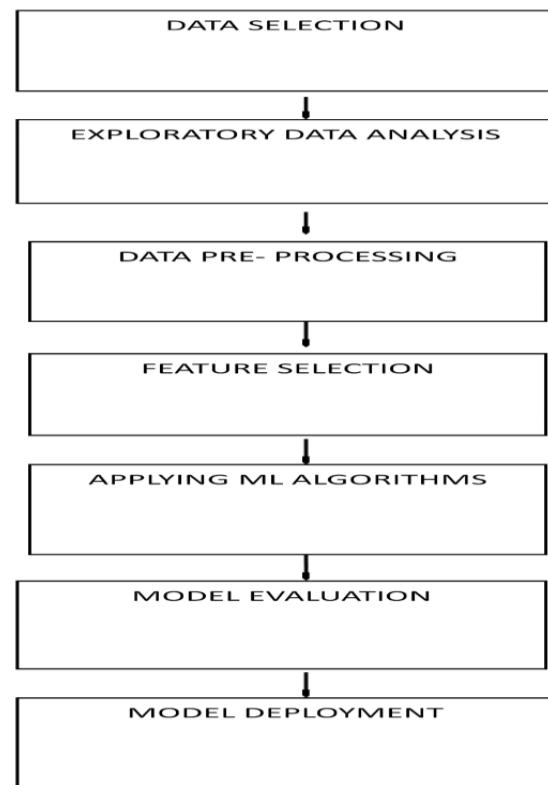 DATA SELECTION
EXPLORATORY DATA ANALYSIS
DATA PRE- PROCESSING
FEATURE SELECTION
APPLYING ML ALGORITHMS
MODEL EVALUATION
MODEL DEPLOYMENT